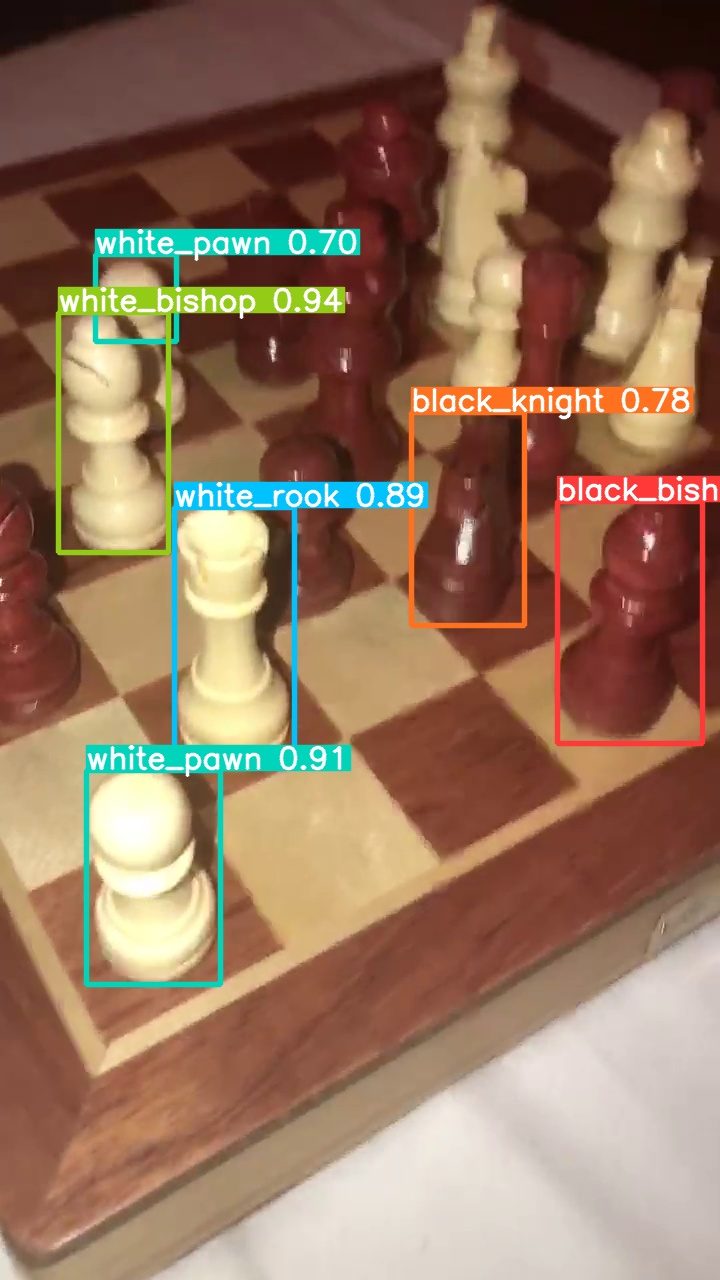 white_pawn 0.70
white_bishop 0.94
black_knight 0.78
black_bish
white_rook 0.89
white_pawn 0.91